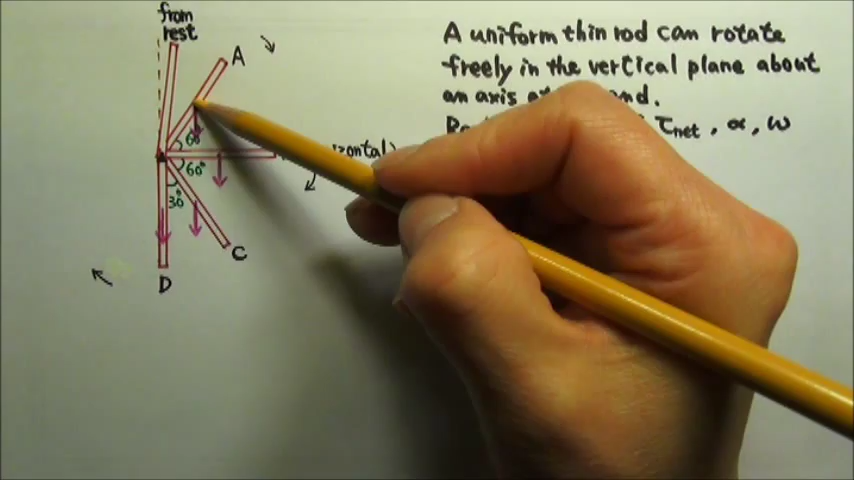 from
rest
A
60°
60°
30°
C
D
A uniform thin rod can rotate
freely in the vertical plane about
an axis
τnet, α, ω